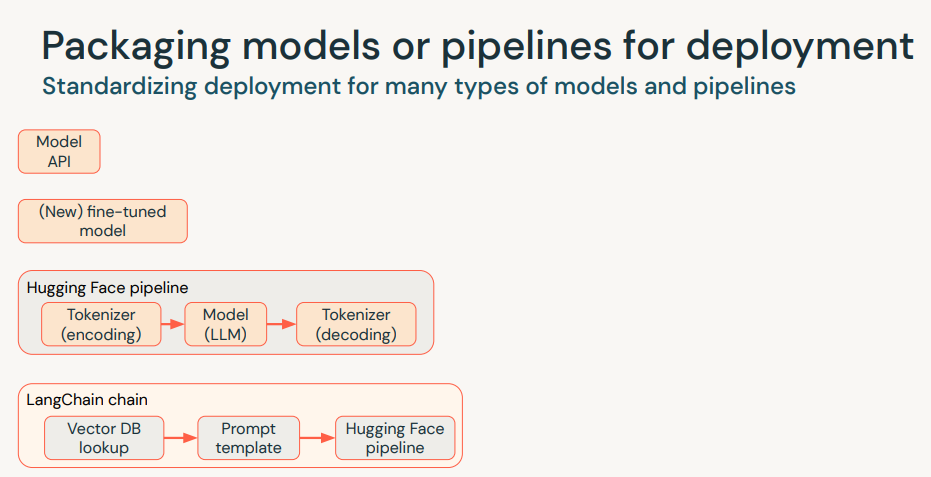 Packaging models or pipelines for deployment
Standardizing deployment for many types of models and pipelines
Model
API
(New) fine-tuned
model
Hugging Face pipeline
Tokenizer
(encoding)
Model
(LLM)
Tokenizer
(decoding)
LangChain chain
Vector DB
lookup
Prompt
template
Hugging Face
pipeline